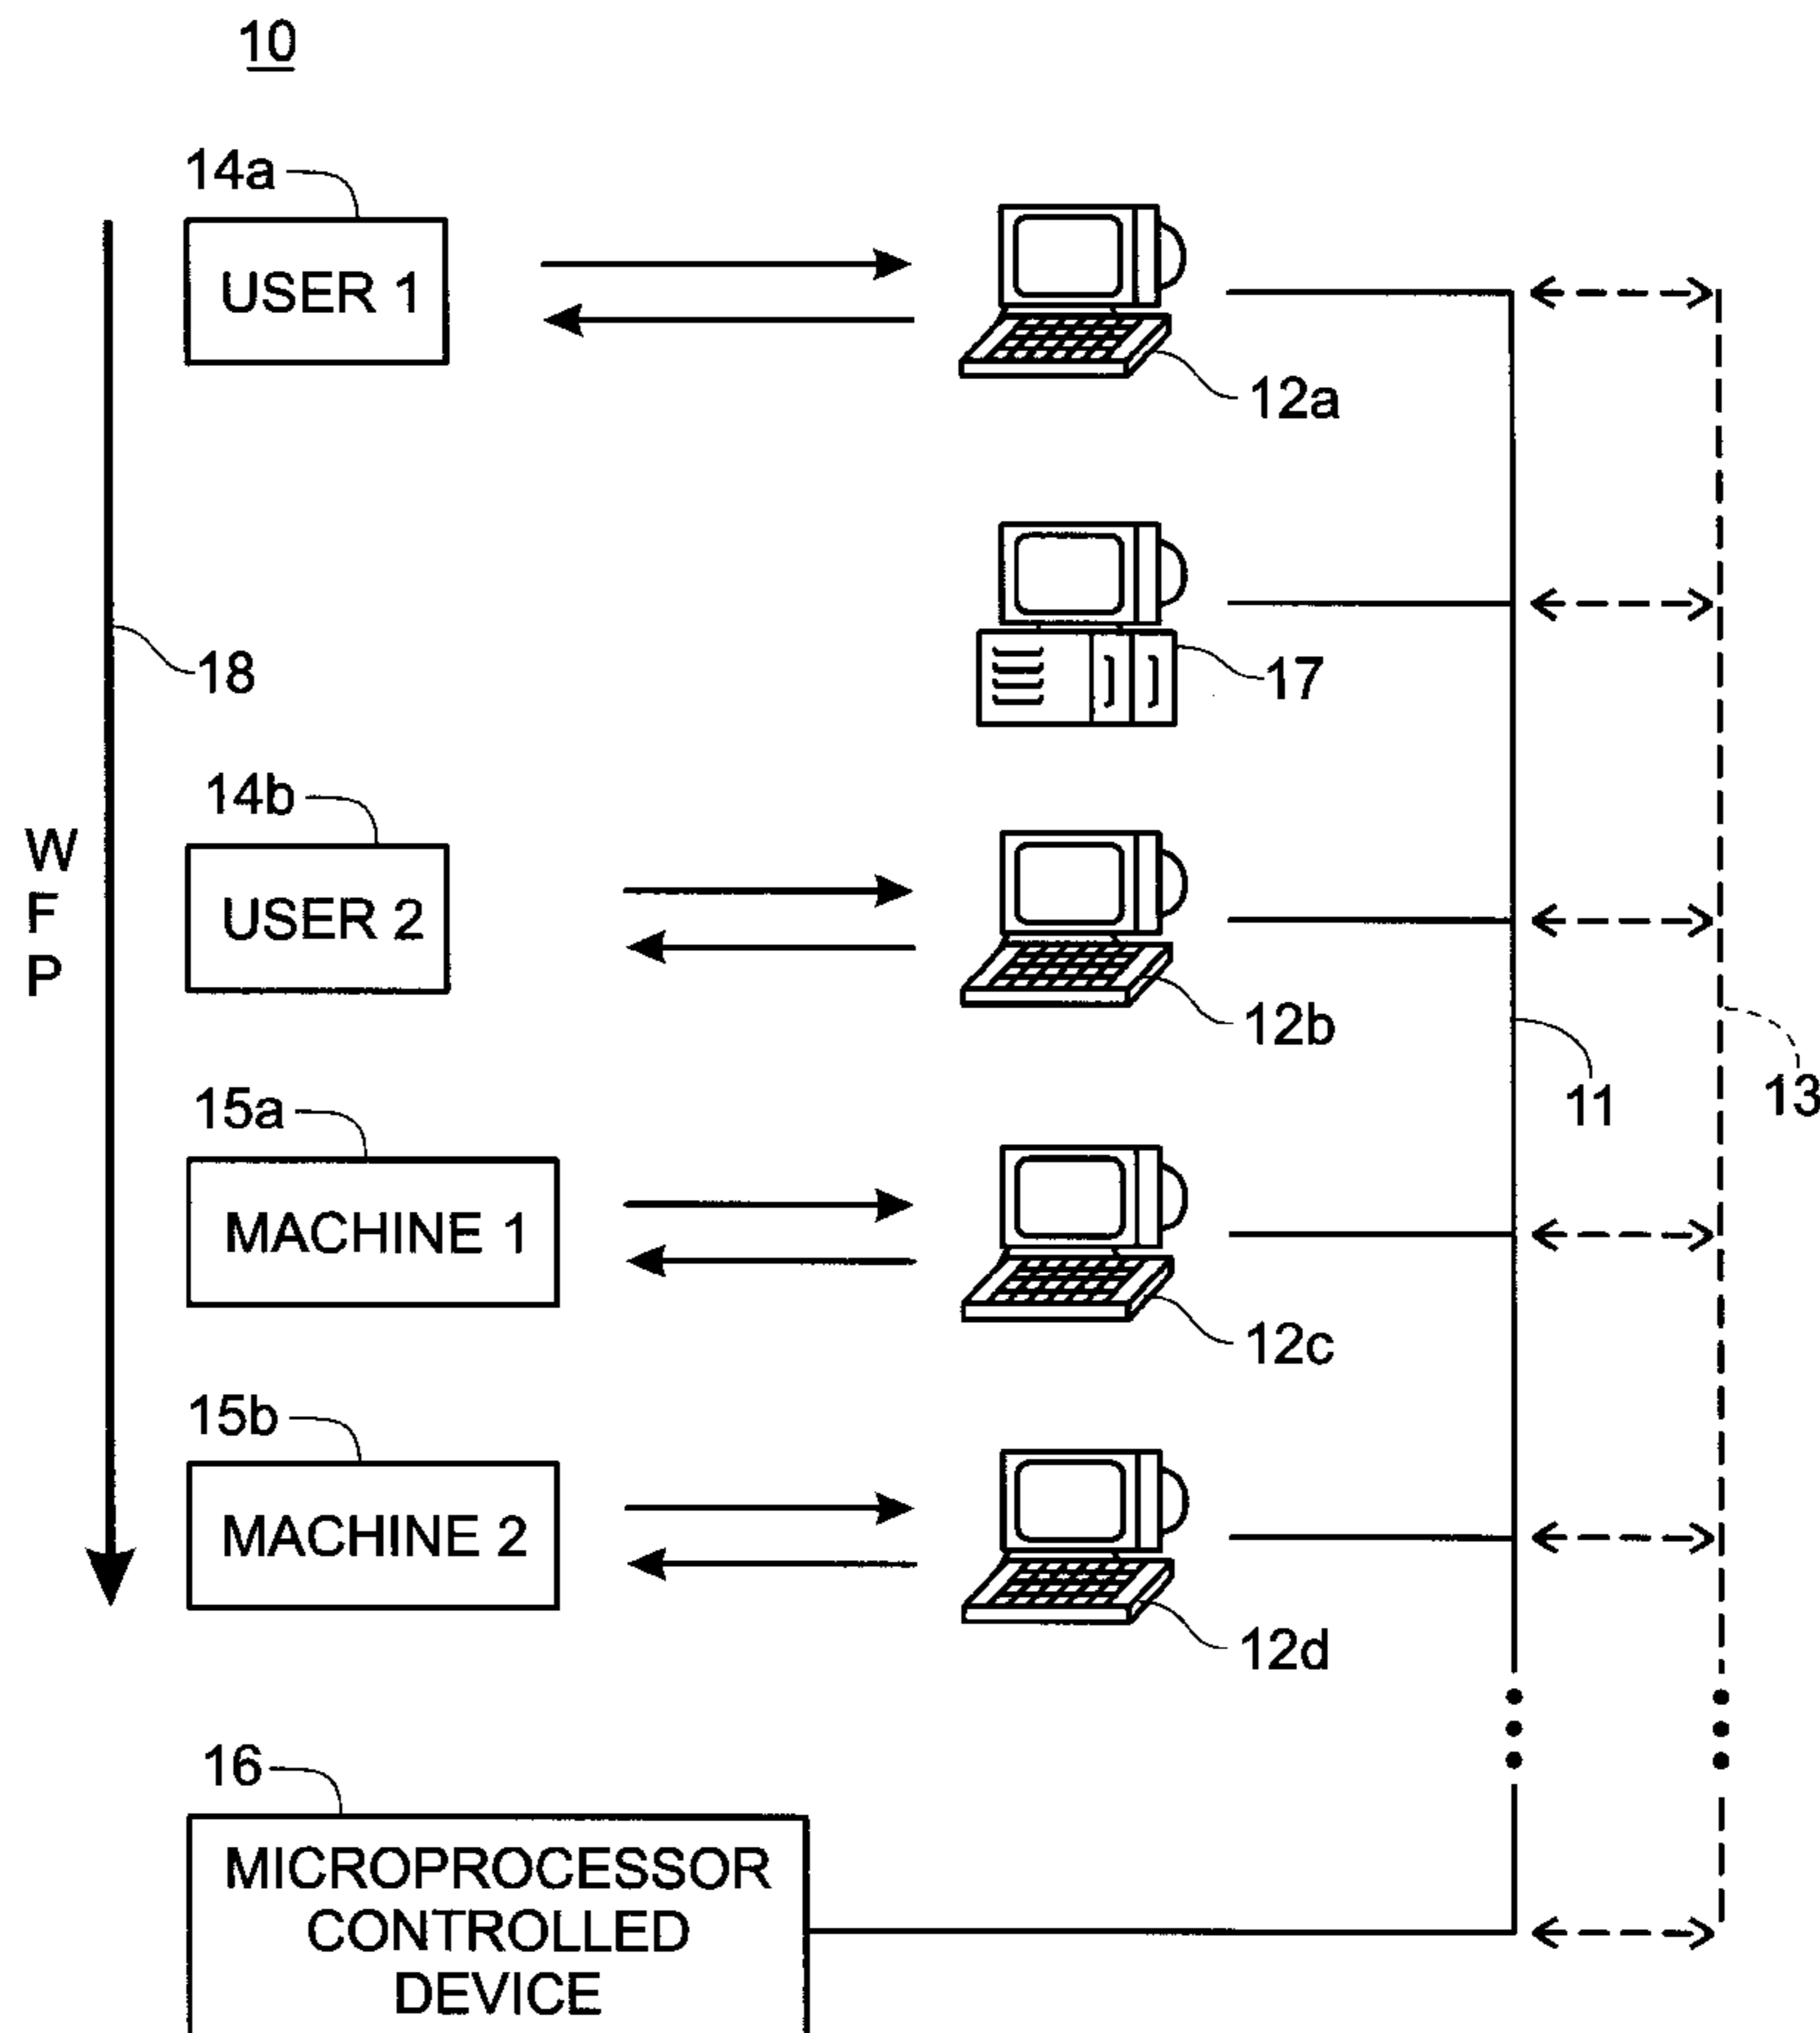 10
14a
USER 1
12a
18
17
14b
W
F
P
USER 2
12b
11
13
15a
MACHINE 1
12c
15b
MACHINE 2
12d
16
MICROPROCESSOR
CONTROLLED
DEVICE